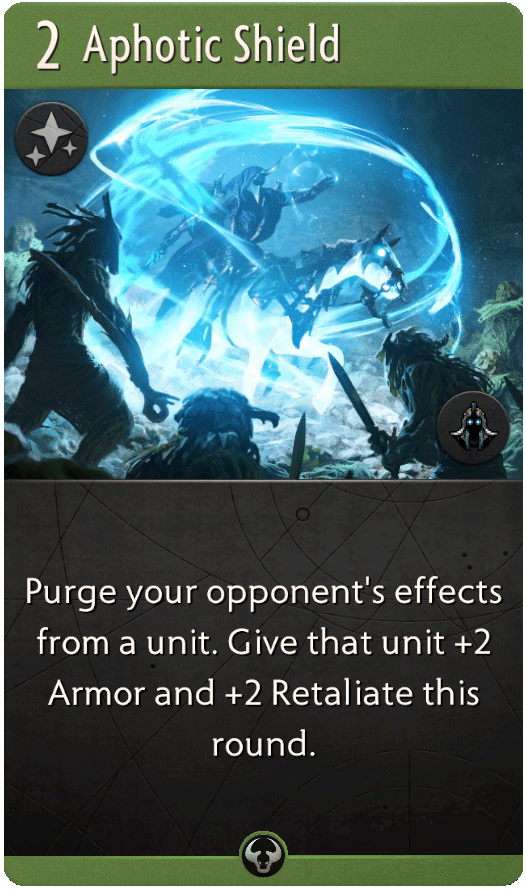 2 Aphotic Shield
Purge your opponent's effects
from a unit. Give that unit +2
Armor and +2 Retaliate this
round.